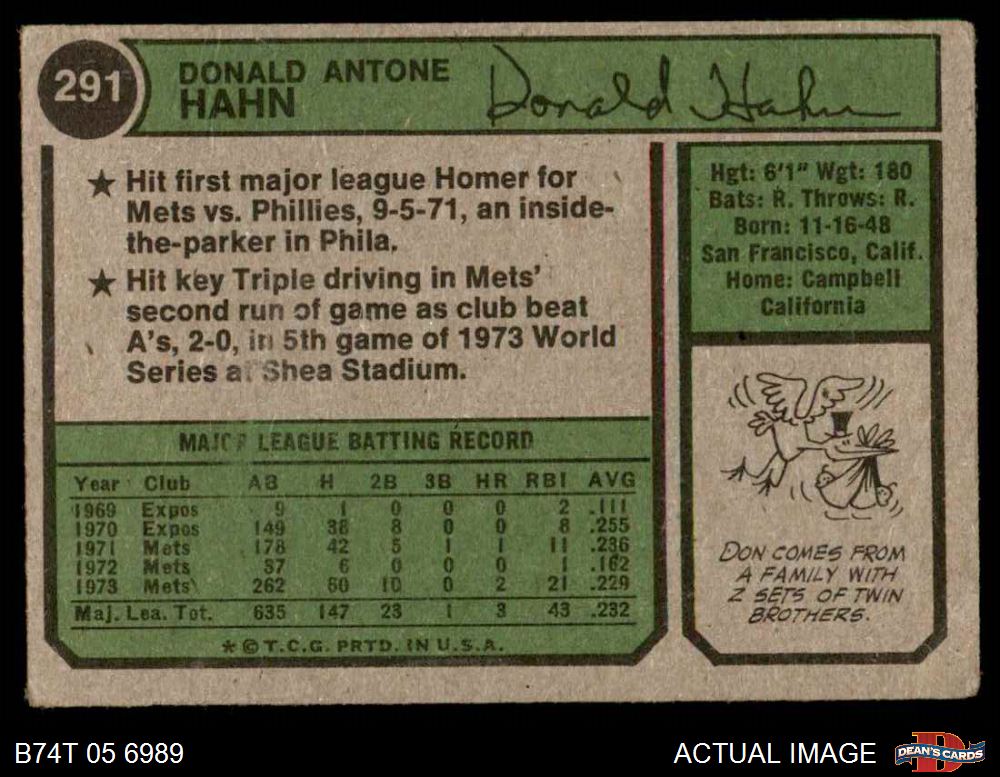 291
DONALD ANTONE
HAHN
Donald Hahn
★ Hit first major league Homer for
Mets vs. Phillies, 9-5-71, an inside-
the-parker in Phila.
★ Hit key Triple driving in Mets'
second run of game as club beat
A's, 2-0, in 5th game of 1973 World
Series at Shea Stadium.
Hgt: 6'1" Wgt: 180
Bats: R. Throws: R.
Born: 11-16-48
San Francisco, Calif.
Home: Campbell
California
MAJOR LEAGUE BATTING RECORD
Year Club AB H 2B 3B HR RBI AVG
1969 Expos 9 1 0 0 0 2 .111
1970 Expos 149 38 8 0 0 8 .255
1971 Mets 178 42 5 1 1 11 .236
1972 Mets 37 6 0 0 0 1 .162
1973 Mets 262 60 10 0 2 21 .229
Maj. Lea. Tot. 635 147 23 1 3 43 .232
* © T.C.G. PRTD. IN U.S.A.
DON COMES FROM
A FAMILY WITH
2 SETS OF TWIN
BROTHERS.
B74T 05 6989
ACTUAL IMAGE
D
DEAN'S CARDS